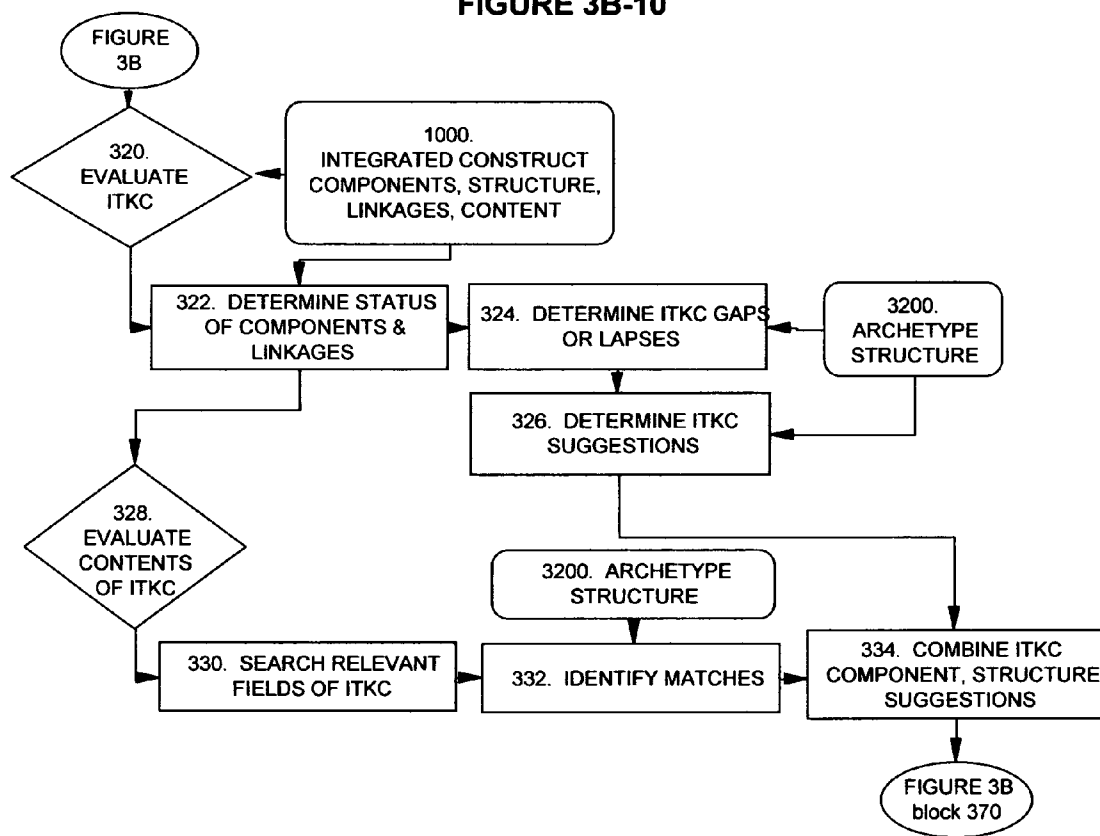 FIGURE 3B-10
FIGURE
3B
320.
EVALUATE
ITKC
1000.
INTEGRATED CONSTRUCT
COMPONENTS, STRUCTURE,
LINKAGES, CONTENT
322. DETERMINE STATUS
OF COMPONENTS &
LINKAGES
324. DETERMINE ITKC GAPS
OR LAPSES
3200.
ARCHETYPE
STRUCTURE
326. DETERMINE ITKC
SUGGESTIONS
328.
EVALUATE
CONTENTS
OF ITKC
3200. ARCHETYPE
STRUCTURE
330. SEARCH RELEVANT
FIELDS OF ITKC
332. IDENTIFY MATCHES
334. COMBINE ITKC
COMPONENT, STRUCTURE
SUGGESTIONS
FIGURE 3B
block 370